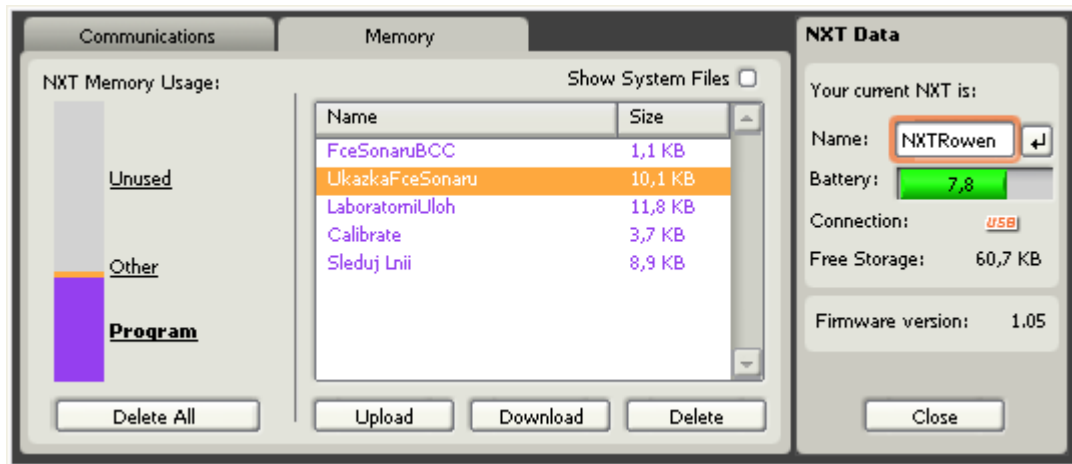 Communications
Memory
NXT Memory Usage:
Unused
Other
Program
Delete All
Show System Files
Name Size
FceSonaruBCC 1,1 KB
UkazkaFceSonaru 10,1 KB
LaboratorniUloh 11,8 KB
Calibrate 3,7 KB
Sleduj Lnii 8,9 KB
Upload
Download
Delete
NXT Data
Your current NXT is:
Name: NXTRowen
Battery: 7,8
Connection: USB
Free Storage: 60,7 KB
Firmware version: 1.05
Close